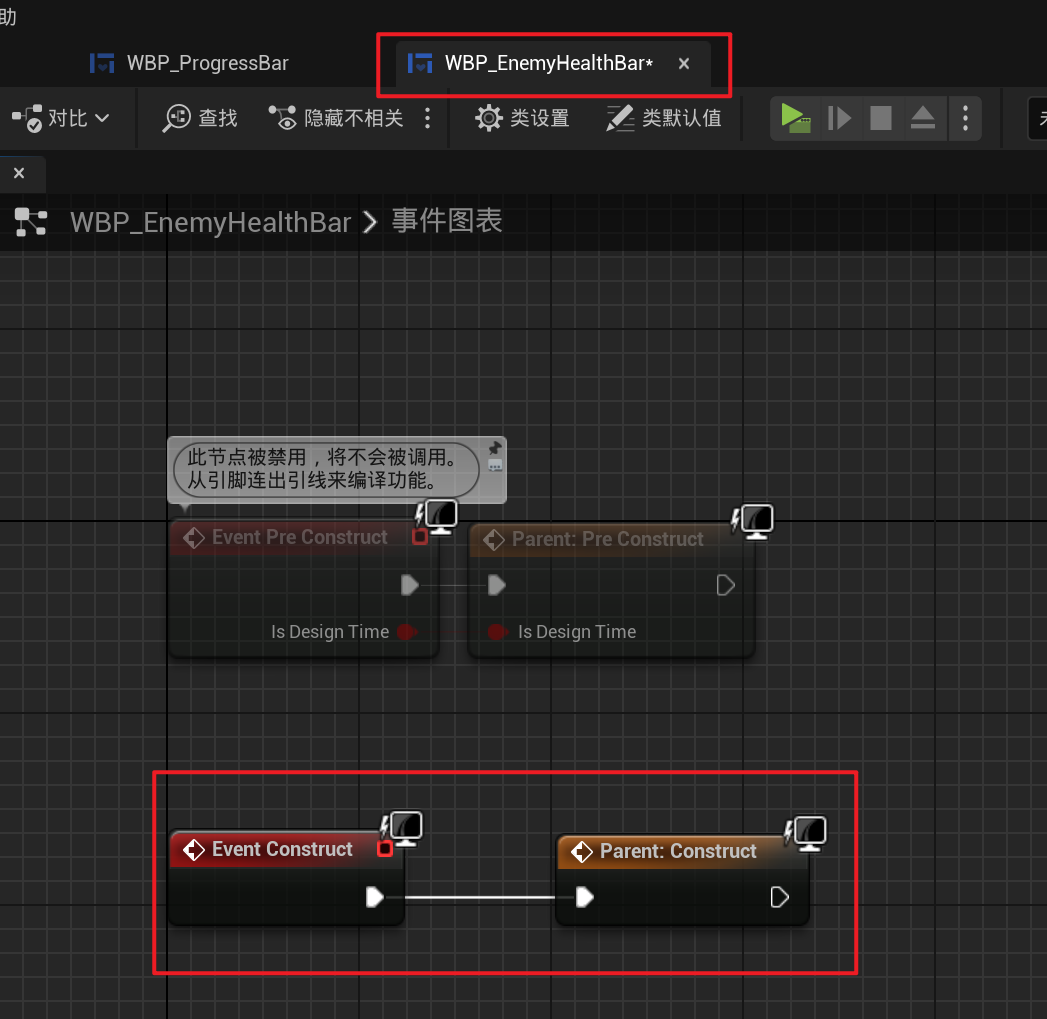 助
WBP_ProgressBar
WBP_EnemyHealthBar*
对比
查找
隐藏不相关
类设置
类默认值
WBP_EnemyHealthBar > 事件图表
此节点被禁用，将不会被调用。
从引脚连出引线来编译功能。
Event Pre Construct
Parent: Pre Construct
Is Design Time
Is Design Time
Event Construct
Parent: Construct